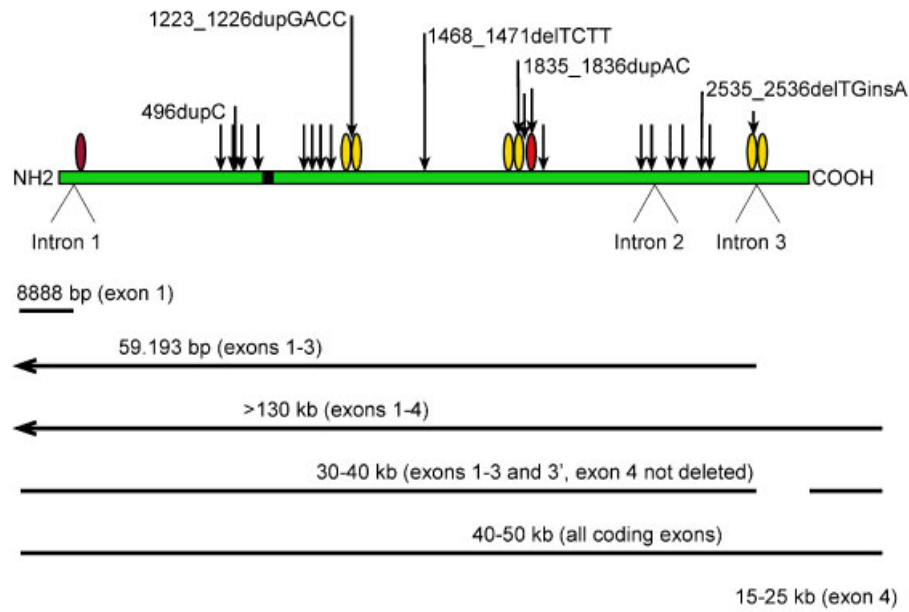 1223_1226dupGACC
1468_1471delTCTT
1835_1836dupAC
2535_2536delTGinsA
496dupC
NH2
COOH
Intron 1
Intron 2
Intron 3
8888 bp (exon 1)
59.193 bp (exons 1-3)
>130 kb (exons 1-4)
30-40 kb (exons 1-3 and 3’, exon 4 not deleted)
40-50 kb (all coding exons)
15-25 kb (exon 4)